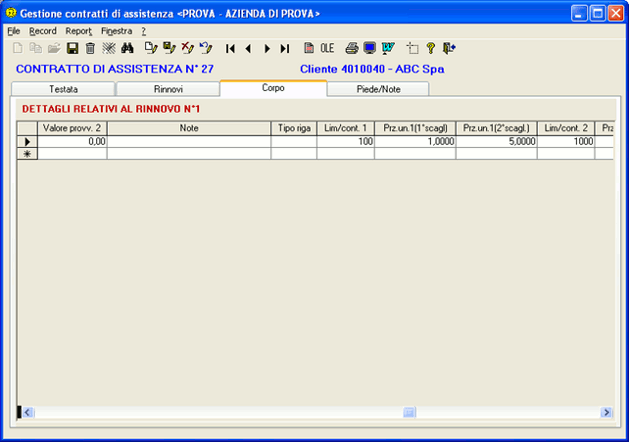 Gestione contratti di assistenza <PROVA - AZIENDA DI PROVA>
File Record Report Finestra ?
OLE
CONTRATTO DI ASSISTENZA N° 27 Cliente 4010040 - ABC Spa
Testata Rinnovi Corpo Piede/Note
DETTAGLI RELATIVI AL RINNOVO N°1
Valore provv. 2 Note Tipo riga Lim/cont. 1 Prz.un.1(1°scagl) Prz.un.1(2°scagl.) Lim/cont. 2 Prz
0,00 100 1,0000 5,0000 1000